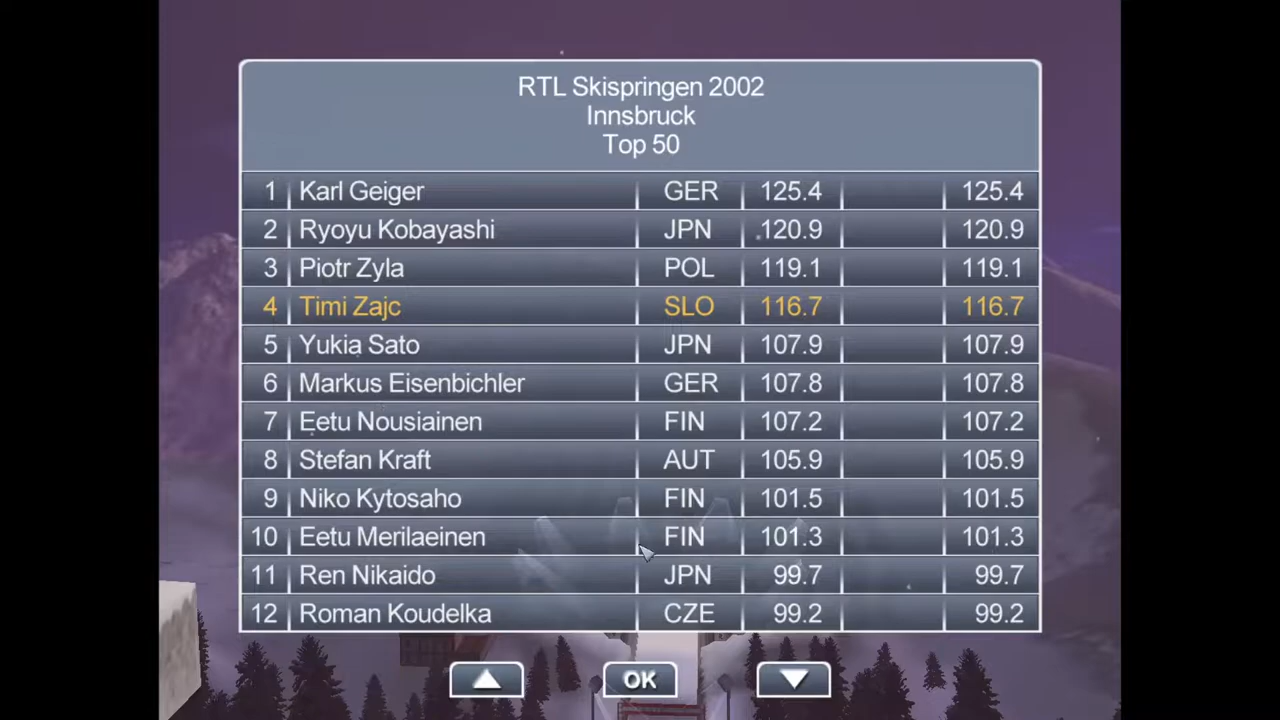 RTL Skispringen 2002
Innsbruck
Top 50
1 Karl Geiger GER 125.4 125.4
2 Ryoyu Kobayashi JPN 120.9 120.9
3 Piotr Zyla POL 119.1 119.1
4 Timi Zajc SLO 116.7 116.7
5 Yukia Sato JPN 107.9 107.9
6 Markus Eisenbichler GER 107.8 107.8
7 Eetu Nousiainen FIN 107.2 107.2
8 Stefan Kraft AUT 105.9 105.9
9 Niko Kytosaho FIN 101.5 101.5
10 Eetu Merilaeinen FIN 101.3 101.3
11 Ren Nikaido JPN 99.7 99.7
12 Roman Koudelka CZE 99.2 99.2
OK